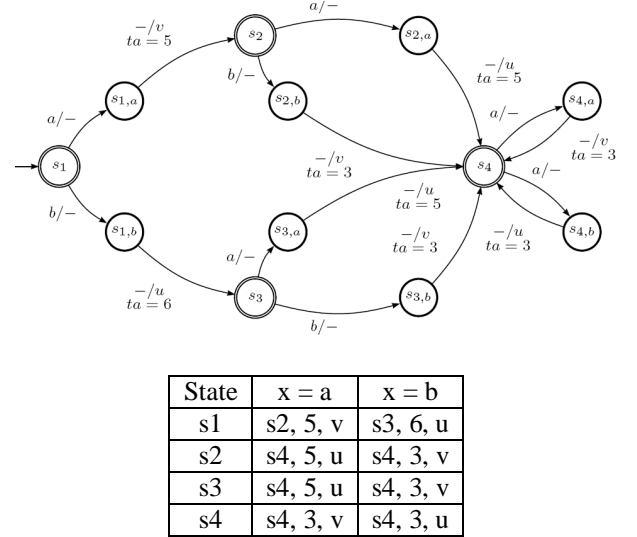 a/−
−/v
ta = 5
s2
s2,a
b/−
−/u
ta = 5
s1,a
s2,b
a/−
s4,a
a/−
−/v
ta = 3
s1
−/v
ta = 3
s4
a/−
b/−
−/u
ta = 5
s1,b
s3,a
−/v
ta = 3
−/u
ta = 3
s4,b
a/−
−/u
ta = 6
s3
s3,b
b/−
State x = a x = b
s1 s2, 5, v s3, 6, u
s2 s4, 5, u s4, 3, v
s3 s4, 5, u s4, 3, v
s4 s4, 3, v s4, 3, u